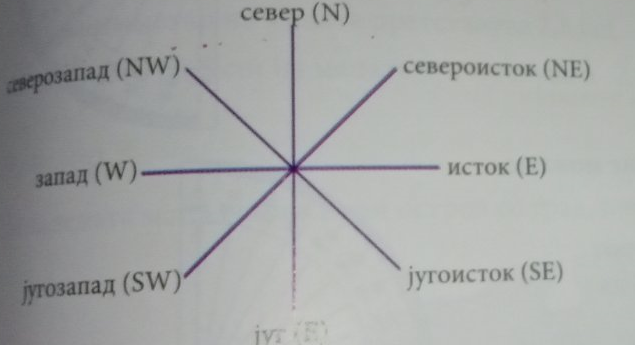 север (N)
северозапад (NW)
североисток (NE)
запад (W)
исток (E)
југозапад (SW)
југоисток (SE)
југ